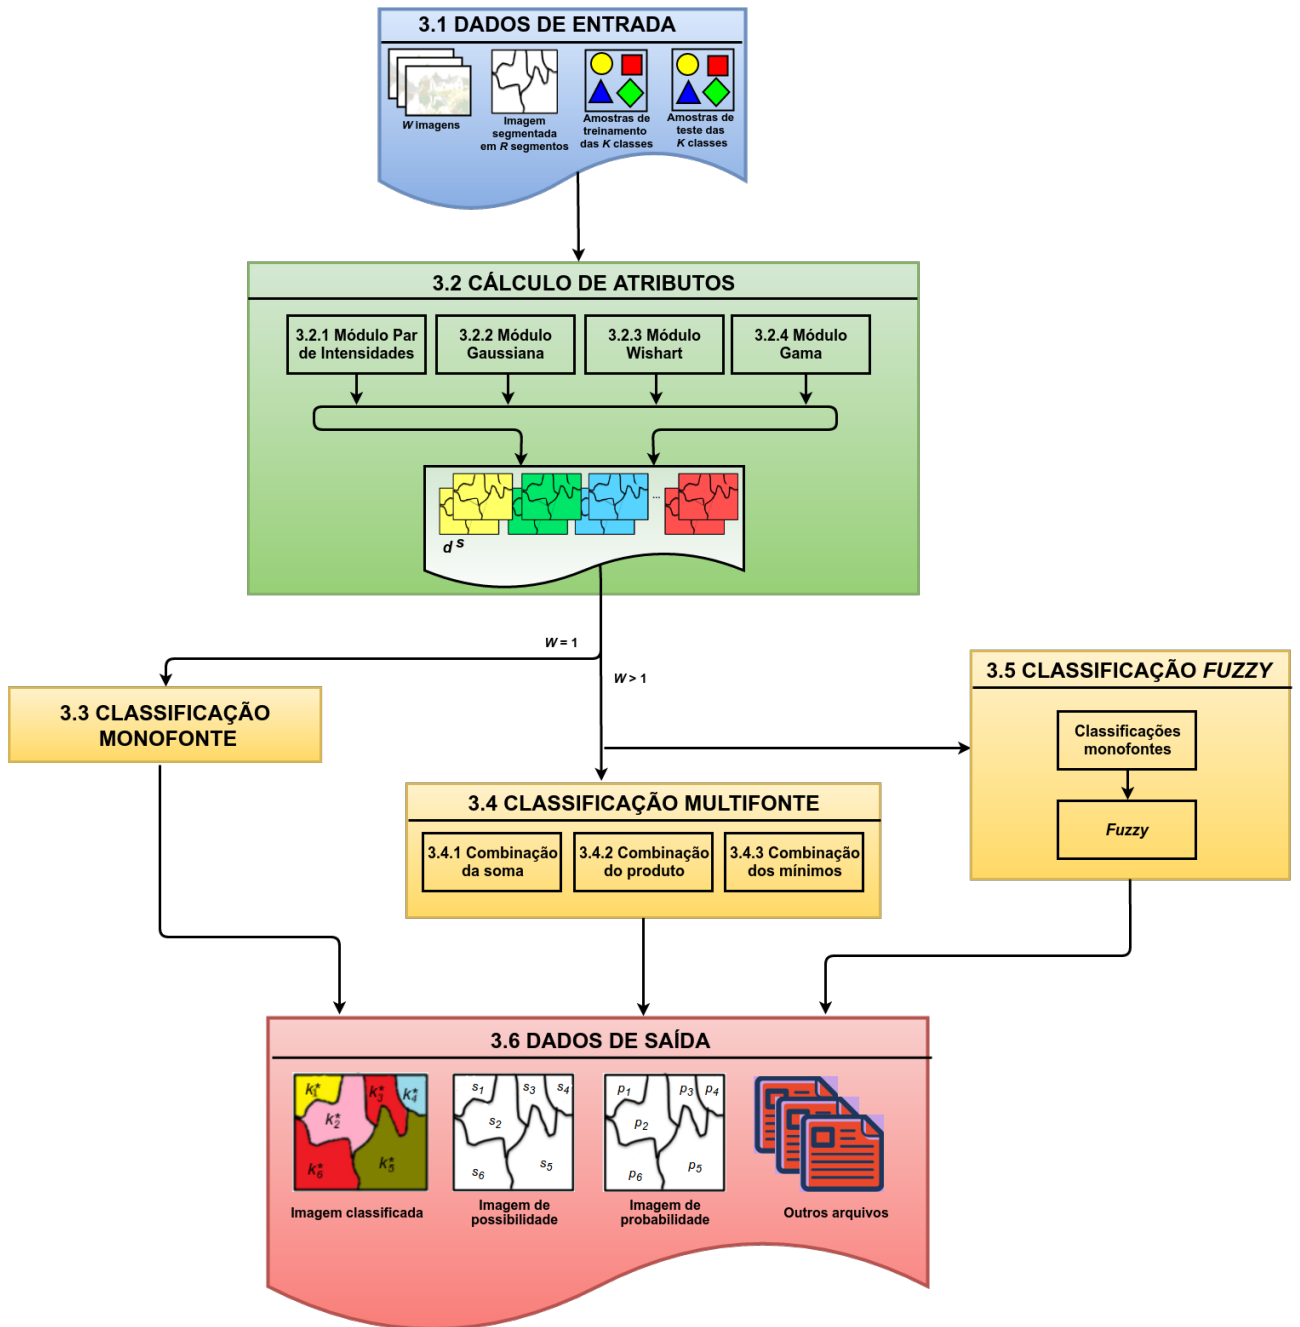 3.1 DADOS DE ENTRADA
W imagens
Imagem
segmentada
em R segmentos
Amostras de
treinamento
das K classes
Amostras de
teste das
K classes
3.2 CÁLCULO DE ATRIBUTOS
3.2.1 Módulo Par
de Intensidades
3.2.2 Módulo
Gaussiana
3.2.3 Módulo
Wishart
3.2.4 Módulo
Gama
...
d s
W = 1
W > 1
3.3 CLASSIFICAÇÃO
MONOFONTE
3.4 CLASSIFICAÇÃO MULTIFONTE
3.4.1 Combinação
da soma
3.4.2 Combinação
do produto
3.4.3 Combinação
dos mínimos
3.5 CLASSIFICAÇÃO FUZZY
Classificações
monofontes
Fuzzy
3.6 DADOS DE SAÍDA
k1*
k2*
k3*
k4*
k5*
k6*
Imagem classificada
s1
s2
s3
s4
s5
s6
Imagem de
possibilidade
p1
p2
p3
p4
p5
p6
Imagem de
probabilidade
Outros arquivos